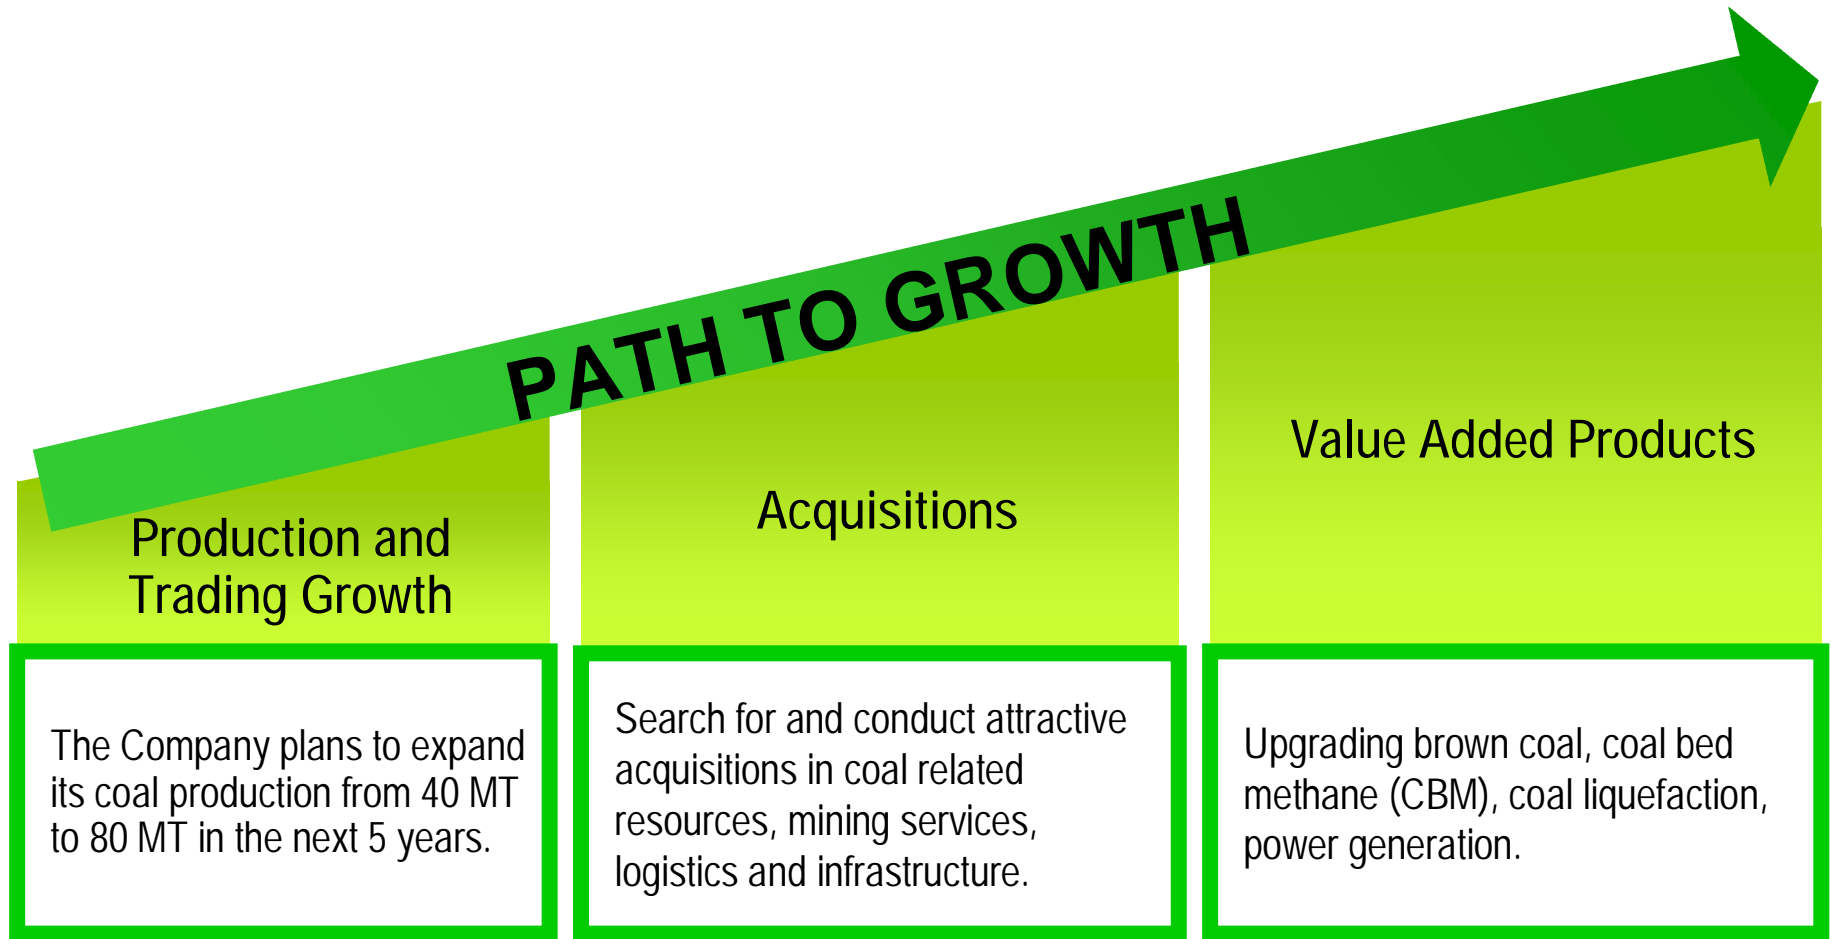 PATH TO GROWTH
Production and
Trading Growth
The Company plans to expand
its coal production from 40 MT
to 80 MT in the next 5 years.
Acquisitions
Search for and conduct attractive
acquisitions in coal related
resources, mining services,
logistics and infrastructure.
Value Added Products
Upgrading brown coal, coal bed
methane (CBM), coal liquefaction,
power generation.